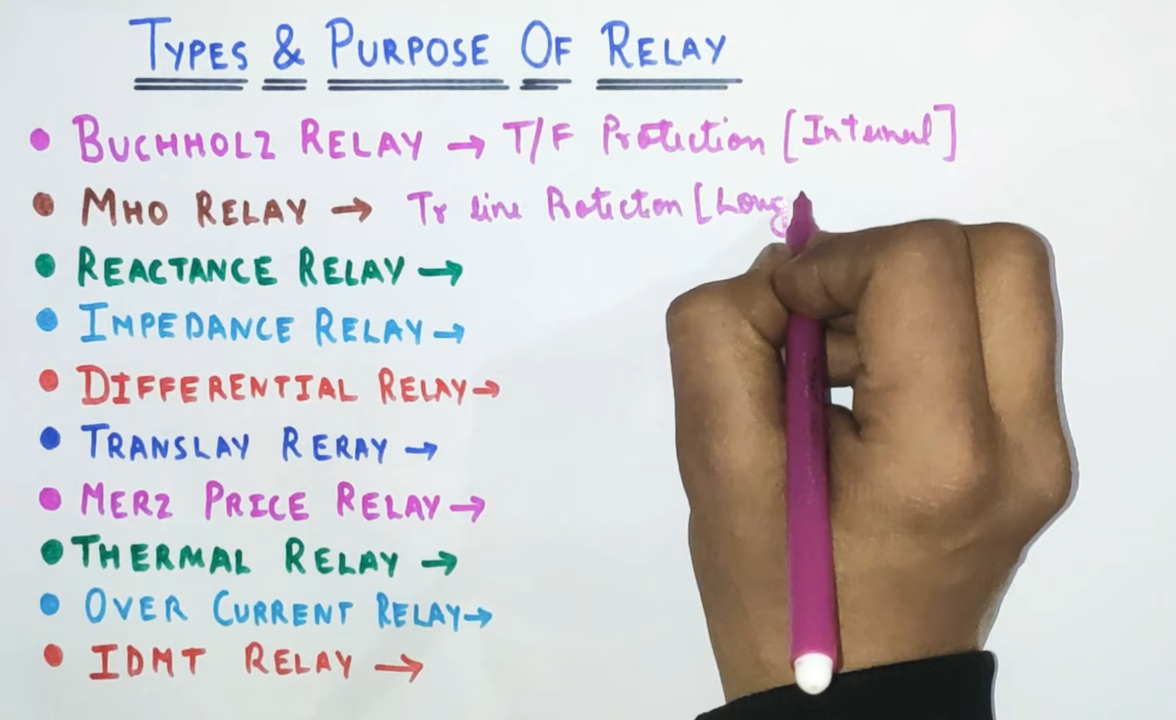 TYPES & PURPOSE OF RELAY
• BUCHHOLZ RELAY → T/F Protection [Internal]
• MHO RELAY → Tr line Protection [Long
• REACTANCE RELAY →
• IMPEDANCE RELAY →
• DIFFERENTIAL RELAY →
• TRANSLAY RERAY →
• MERZ PRICE RELAY →
• THERMAL RELAY →
• OVER CURRENT RELAY →
• IDMT RELAY →